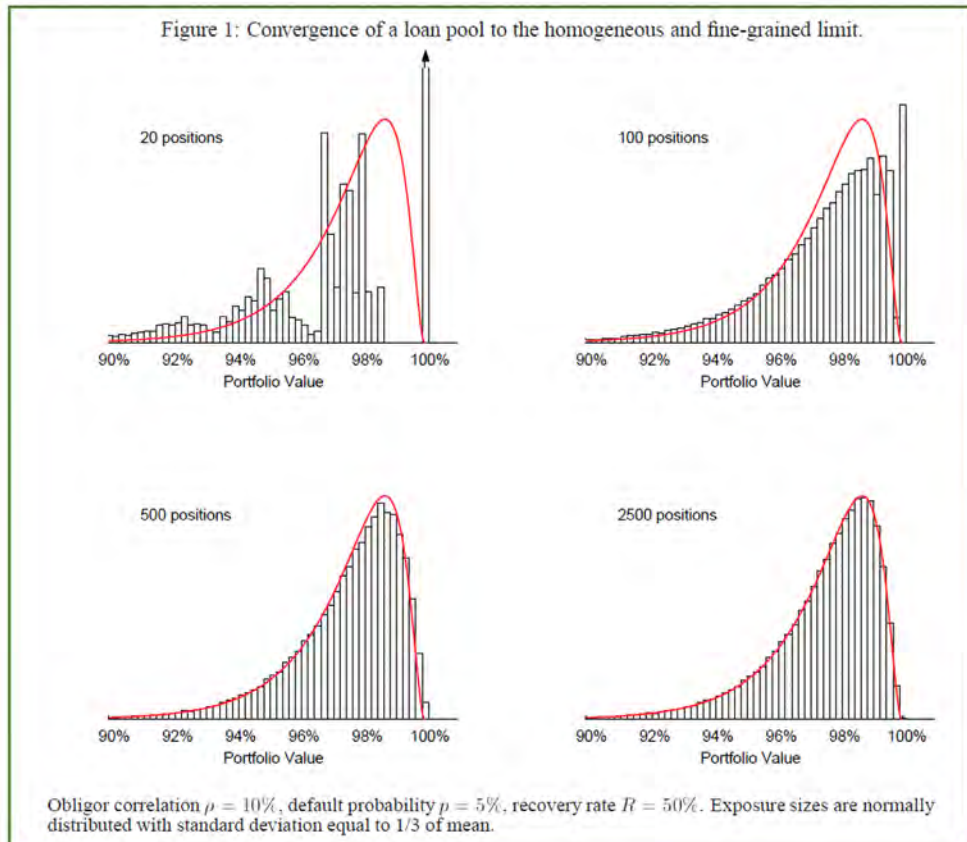 Figure 1: Convergence of a loan pool to the homogeneous and fine-grained limit.
20 positions
90% 92% 94% 96% 98% 100%
Portfolio Value
100 positions
90% 92% 94% 96% 98% 100%
Portfolio Value
500 positions
90% 92% 94% 96% 98% 100%
Portfolio Value
2500 positions
90% 92% 94% 96% 98% 100%
Portfolio Value
Obligor correlation ρ = 10%, default probability p = 5%, recovery rate R = 50%. Exposure sizes are normally
distributed with standard deviation equal to 1/3 of mean.